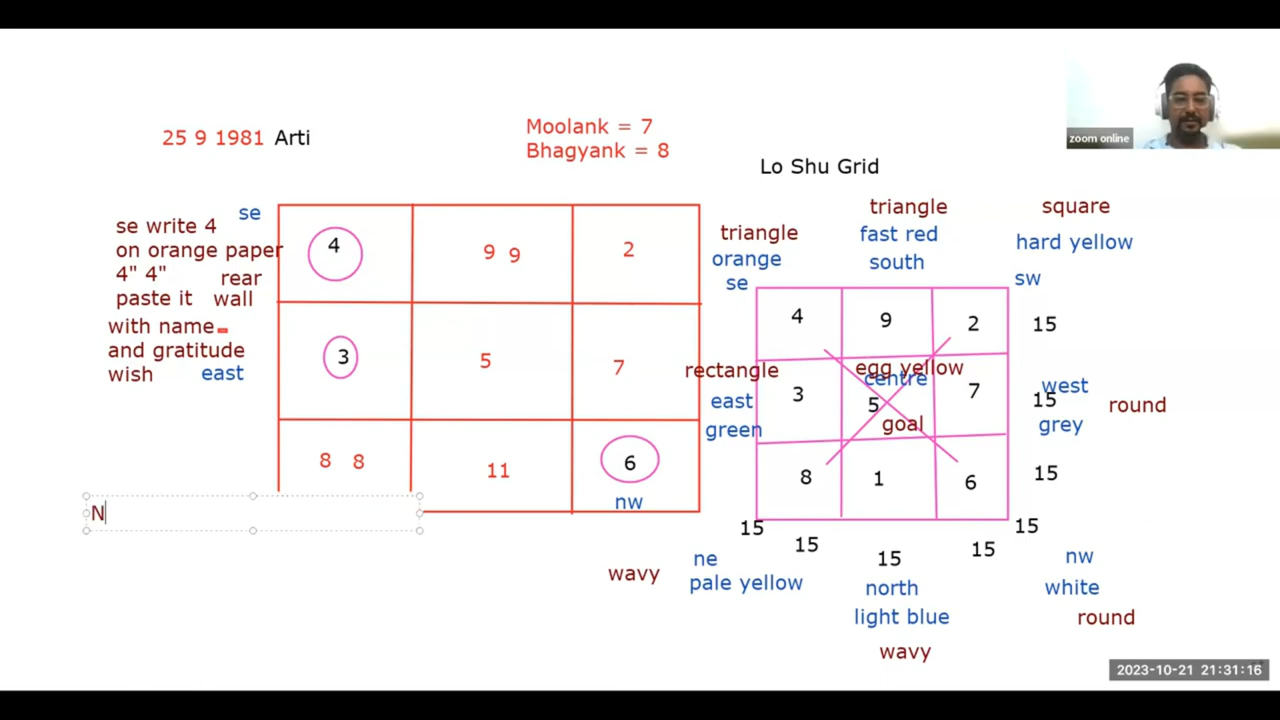 25 9 1981 Arti
Moolank = 7
Bhagyank = 8
se write 4
on orange paper
4" 4"
paste it
rear
wall
with name-
and gratitude
wish
se
east
4
9 9
2
3
5
7
8 8
11
6
nw
N
Lo Shu Grid
triangle
orange
se
triangle
fast red
south
square
hard yellow
sw
4
9
2
15
rectangle
east
green
3
egg yellow
centre
5
goal
7
west
15
grey
round
8
1
6
15
15
15
15
15
15
wavy
ne
pale yellow
north
light blue
wavy
nw
white
round
zoom online
2023-10-21 21:31:16